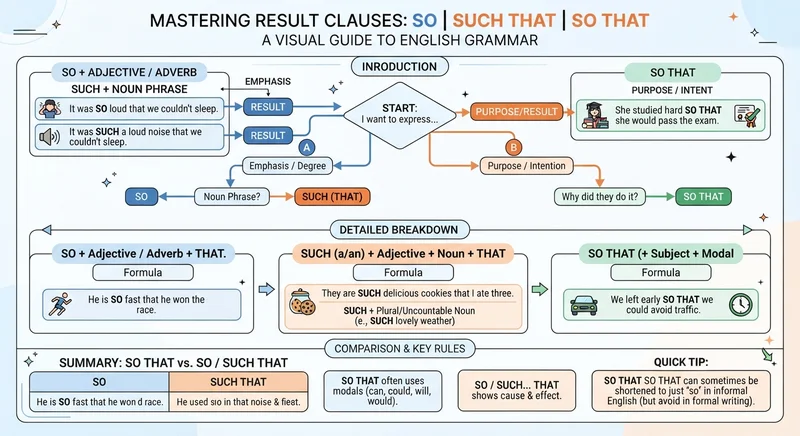 MASTERING RESULT CLAUSES: SO | SUCH THAT | SO THAT
A VISUAL GUIDE TO ENGLISH GRAMMAR
INRODUCTION
SO + ADJECTIVE / ADVERB
SUCH + NOUN PHRASE
It was SO loud that we couldn't sleep.
It was SUCH a loud noise that we
couldn't sleep.
EMPHASIS
RESULT
RESULT
START:
I want to express...
PURPOSE/RESULT
SO THAT
PURPOSE / INTENT
She studied hard SO THAT
she would pass the exam.
A
Emphasis / Degree
B
Purpose / Intention
SO
Noun Phrase?
SUCH (THAT)
Why did they do it?
SO THAT
DETAILED BREAKDOWN
SO + Adjective / Adverb + THAT.
Formula
He is SO fast that he won the
race.
SUCH (a/an) + Adjective + Noun + THAT
Formula
They are SUCH delicious cookies that I ate three.
SUCH + Plural/Uncountable Noun
(e., SUCH lovely weather)
SO THAT (+ Subject + Modal
Formula
We left early SO THAT we
could avoid traffic.
COMPARISON & KEY RULES
SUMMARY: SO THAT vs. SO / SUCH THAT
SO
SUCH THAT
He is SO fast that he won d race.
He used sıo in that noise & fieat.
SO THAT often uses
modals (can, could, will,
would).
SO / SUCH... THAT
shows cause & effect.
QUICK TIP:
SO THAT SO THAT can sometimes be
shortened to just "so" in informal
English (but avoid in formal writing).